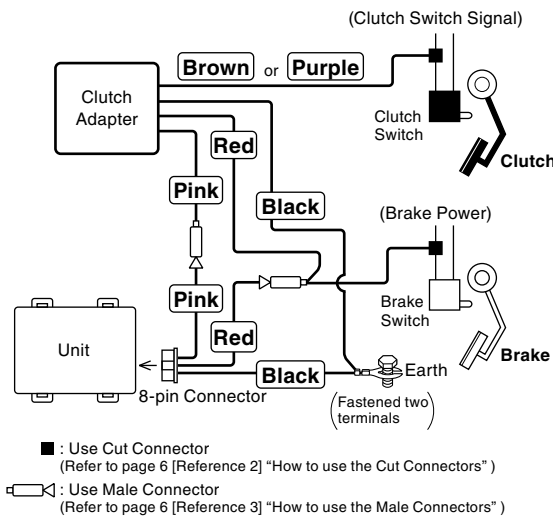 (Clutch Switch Signal)
Brown or Purple
Clutch
Adapter
Clutch
Switch
Clutch
Red
Pink
Black
(Brake Power)
Pink
Red
Brake
Switch
Brake
Unit
8-pin Connector
Black
Earth
(Fastened two
terminals)
■ : Use Cut Connector
(Refer to page 6 [Reference 2] “How to use the Cut Connectors” )
: Use Male Connector
(Refer to page 6 [Reference 3] “How to use the Male Connectors” )